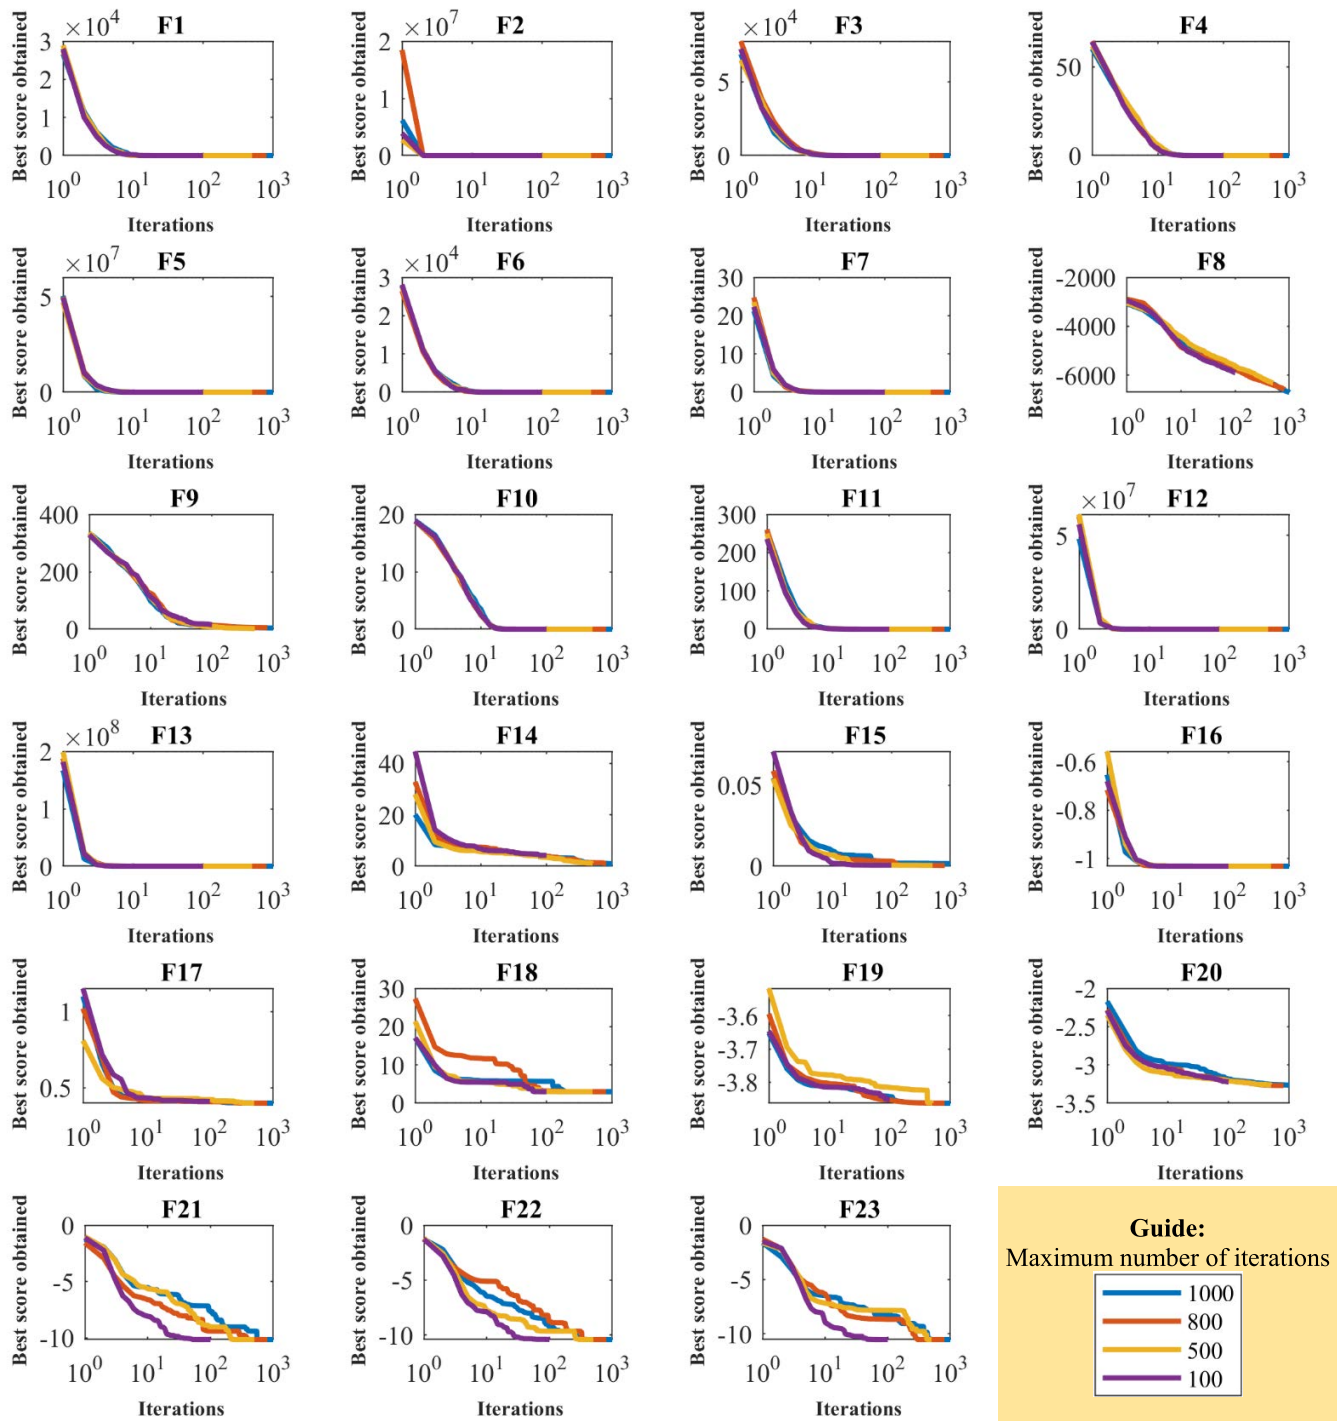 ×10^4 F1
Best score obtained
3
2
1
0
10^0 10^1 10^2 10^3
Iterations
×10^7 F2
Best score obtained
2
1
0
10^0 10^1 10^2 10^3
Iterations
×10^4 F3
Best score obtained
5
0
10^0 10^1 10^2 10^3
Iterations
F4
Best score obtained
50
0
10^0 10^1 10^2 10^3
Iterations
×10^7 F5
Best score obtained
5
0
10^0 10^1 10^2 10^3
Iterations
×10^4 F6
Best score obtained
3
2
1
0
10^0 10^1 10^2 10^3
Iterations
F7
Best score obtained
30
20
10
0
10^0 10^1 10^2 10^3
Iterations
F8
Best score obtained
-2000
-4000
-6000
10^0 10^1 10^2 10^3
Iterations
F9
Best score obtained
400
200
0
10^0 10^1 10^2 10^3
Iterations
F10
Best score obtained
20
10
0
10^0 10^1 10^2 10^3
Iterations
F11
Best score obtained
300
200
100
0
10^0 10^1 10^2 10^3
Iterations
×10^7 F12
Best score obtained
5
0
10^0 10^1 10^2 10^3
Iterations
×10^8 F13
Best score obtained
2
1
0
10^0 10^1 10^2 10^3
Iterations
F14
Best score obtained
40
20
0
10^0 10^1 10^2 10^3
Iterations
F15
Best score obtained
0.05
0
10^0 10^1 10^2 10^3
Iterations
F16
Best score obtained
-0.6
-0.8
-1
10^0 10^1 10^2 10^3
Iterations
F17
Best score obtained
1
0.5
10^0 10^1 10^2 10^3
Iterations
F18
Best score obtained
30
20
10
0
10^0 10^1 10^2 10^3
Iterations
F19
Best score obtained
-3.6
-3.7
-3.8
10^0 10^1 10^2 10^3
Iterations
F20
Best score obtained
-2
-2.5
-3
-3.5
10^0 10^1 10^2 10^3
Iterations
F21
Best score obtained
0
-5
-10
10^0 10^1 10^2 10^3
Iterations
F22
Best score obtained
0
-5
-10
10^0 10^1 10^2 10^3
Iterations
F23
Best score obtained
0
-5
-10
10^0 10^1 10^2 10^3
Iterations
Guide:
Maximum number of iterations
1000
800
500
100